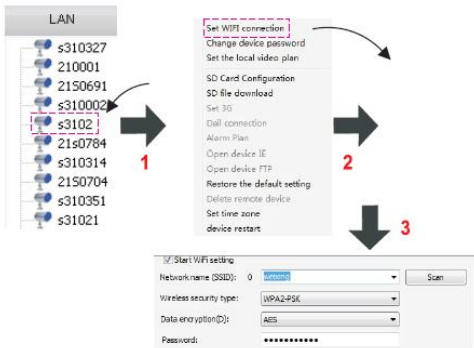 LAN
s310327
210001
21S0691
s310002
s3102
21s0784
s310314
21S0704
s310351
s31021
1
Set WIFI connection
Change device password
Set the local video plan
SD Card Configuration
SD file download
Set 3G
Dail connection
Alarm Plan
Open device IE
Open device FTP
Restore the default setting
Delete remote device
Set time zone
device restart
2
3
Start WiFi setting
Network name (SSID): 0
Scan
Wireless security type: WPA2-PSK
Data encryption(D): AES
Password: •••••••••••